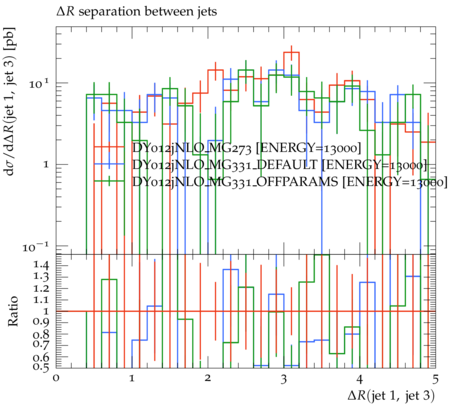 ΔR separation between jets
dσ/dΔR(jet 1, jet 3) [pb]
10¹
1
10⁻¹
DY012jNLO_MG273 [ENERGY=13000]
DY012jNLO_MG331_DEFAULT [ENERGY=13000]
DY012jNLO_MG331_OFFPARAMS [ENERGY=13000]
Ratio
1.4
1.3
1.2
1.1
1
0.9
0.8
0.7
0.6
0.5
0 1 2 3 4 5
ΔR(jet 1, jet 3)